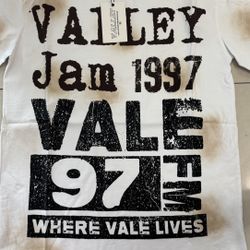 VALLEY
Jam 1997
VALE
97 FM
WHERE VALE LIVES